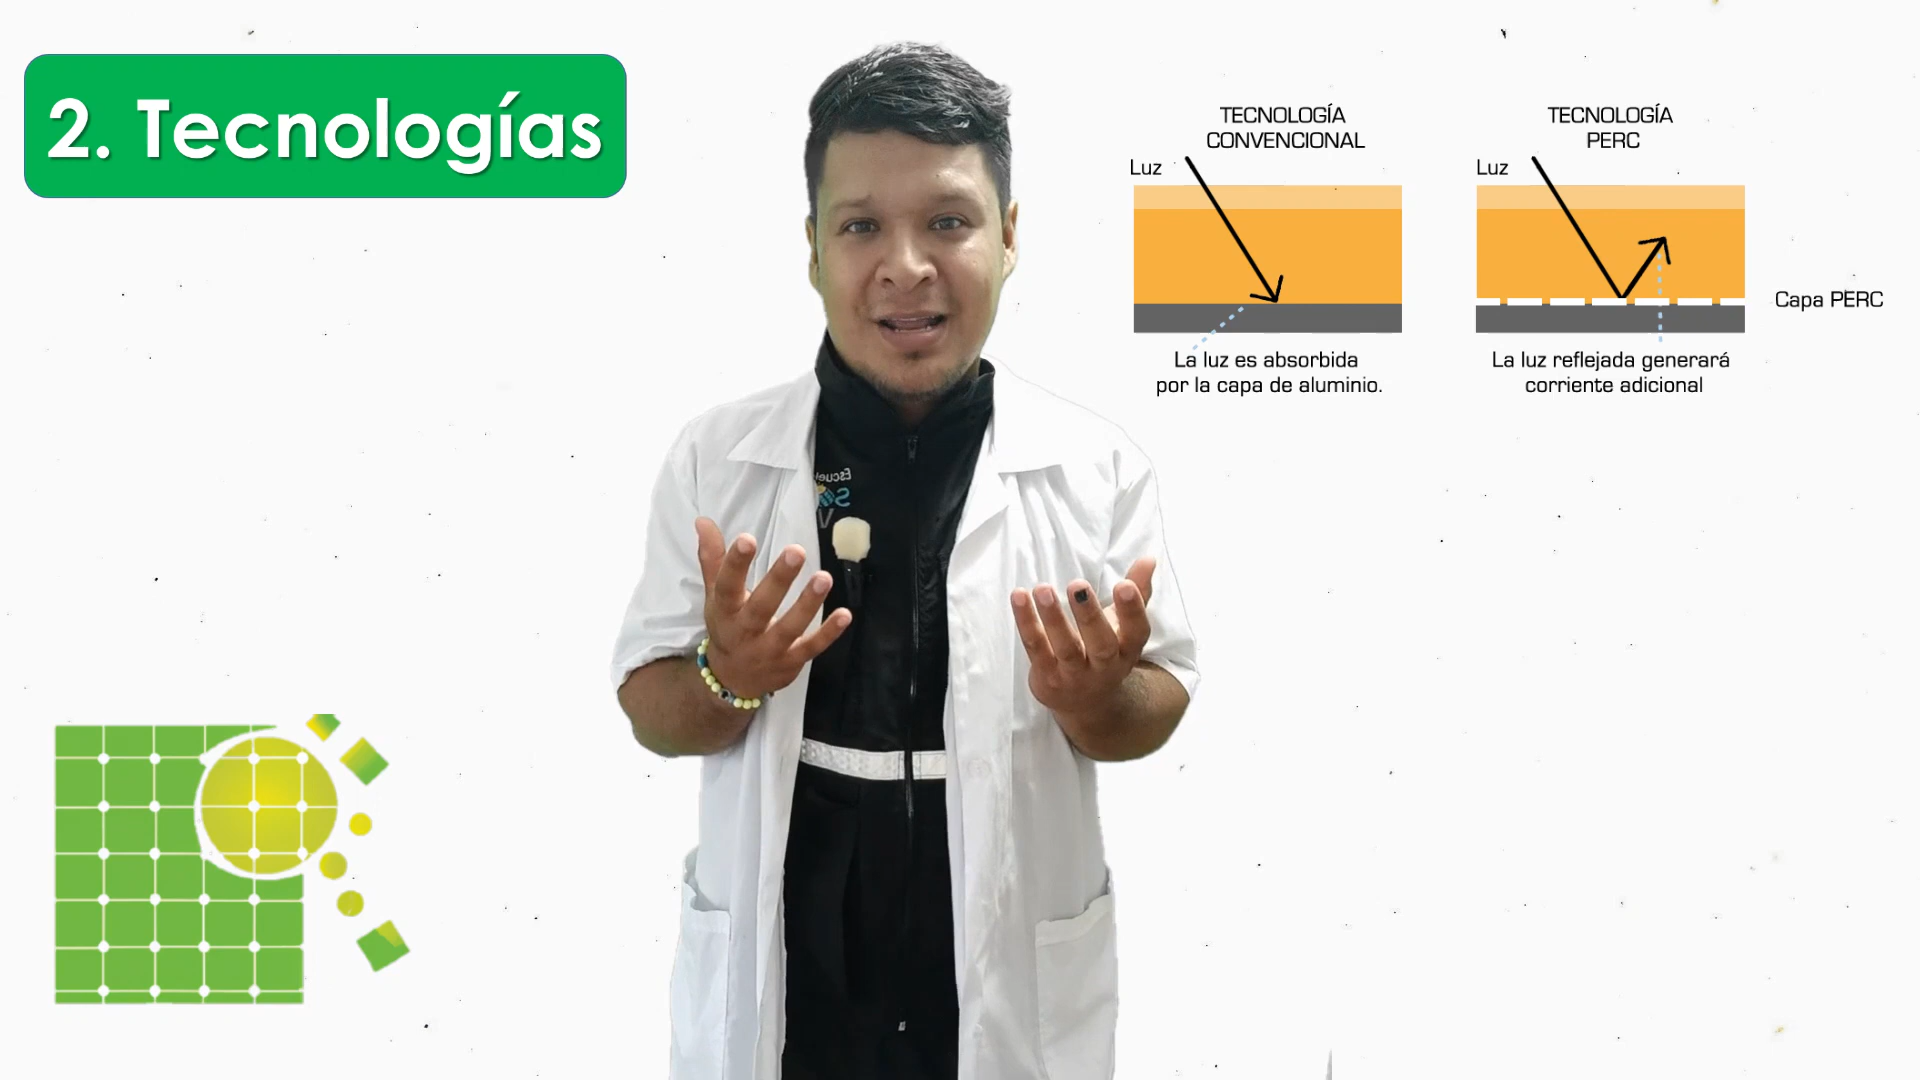 2. Tecnologías
TECNOLOGÍA
CONVENCIONAL
Luz
La luz es absorbida
por la capa de aluminio.
TECNOLOGÍA
PERC
Luz
Capa PERC
La luz reflejada generará
corriente adicional